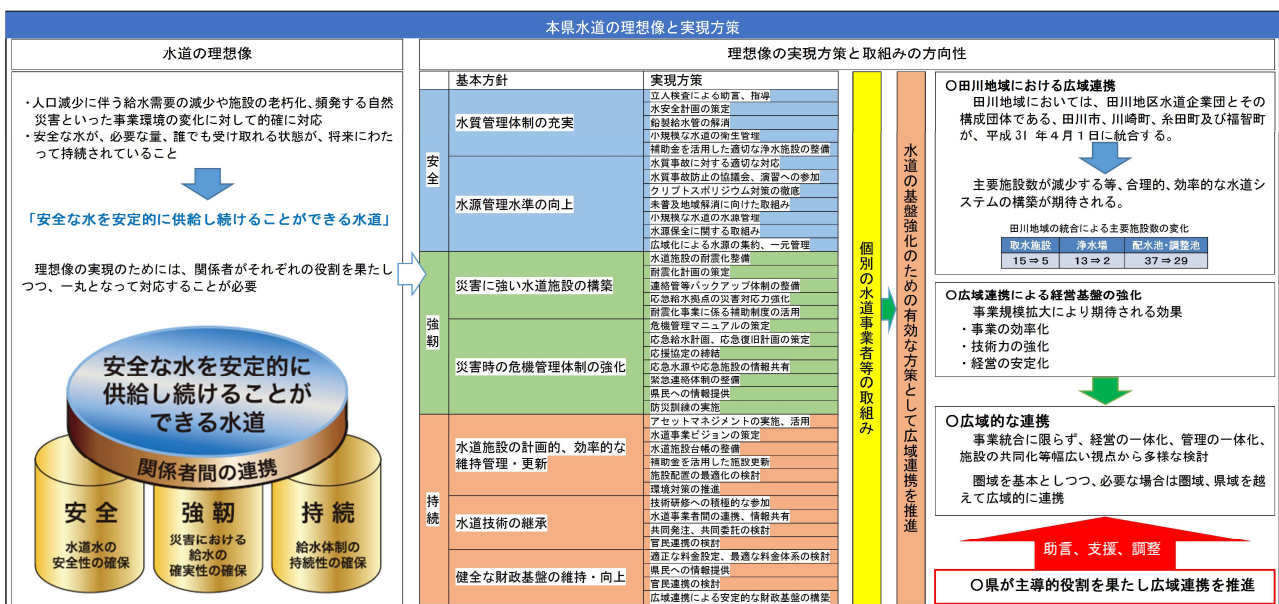 本県水道の理想像と実現方策
水道の理想像
・人口減少に伴う給水需要の減少や施設の老朽化、頻発する自然
災害といった事業環境の変化に対して的確に対応
・安全な水が、必要な量、誰でも受け取れる状態が、将来にわた
って持続されていること
「安全な水を安定的に供給し続けることができる水道」
理想像の実現のためには、関係者がそれぞれの役割を果たし
つつ、一丸となって対応することが必要
安全な水を安定的に
供給し続けることが
できる水道
関係者間の連携
安全
水道水の
安全性の確保
強靭
災害における
給水の
確実性の確保
持続
給水体制の
持続性の確保
理想像の実現方策と取組みの方向性
基本方針
実現方策
安全
水質管理体制の充実
立入検査による助言、指導
水安全計画の策定
鉛製給水管の解消
小規模な水道の衛生管理
補助金を活用した適切な浄水施設の整備
水源管理水準の向上
水質事故に対する適切な対応
水質事故防止の協議会、演習への参加
クリプトスポリジウム対策の徹底
未普及地域解消に向けた取組み
小規模な水道の水源管理
水源保全に関する取組み
広域化による水源の集約、一元管理
強靭
災害に強い水道施設の構築
水道施設の耐震化整備
耐震化計画の策定
連絡管等バックアップ体制の整備
応急給水拠点の災害対応力強化
耐震化事業に係る補助制度の活用
災害時の危機管理体制の強化
危機管理マニュアルの策定
応急給水計画、応急復旧計画の策定
応援協定の締結
応急水源や応急施設の情報共有
緊急連絡体制の整備
県民への情報提供
防災訓練の実施
持続
水道施設の計画的、効率的な
維持管理・更新
アセットマネジメントの実施、活用
水道事業ビジョンの策定
水道施設台帳の整備
補助金を活用した施設更新
施設配置の最適化の検討
環境対策の推進
水道技術の継承
技術研修への積極的な参加
水道事業者間の連携、情報共有
共同発注、共同委託の検討
官民連携の検討
健全な財政基盤の維持・向上
適正な料金設定、最適な料金体系の検討
県民への情報提供
官民連携の検討
広域連携による安定的な財政基盤の構築
個別の水道事業者等の取組み
水道の基盤強化のための有効な方策として広域連携を推進
〇田川地域における広域連携
田川地域においては、田川地区水道企業団とその
構成団体である、田川市、川崎町、糸田町及び福智町
が、平成31 年４月１日に統合する。
主要施設数が減少する等、合理的、効率的な水道シ
ステムの構築が期待される。
田川地域の統合による主要施設数の変化
取水施設 浄水場 配水池・調整池
15⇒5 13⇒2 37⇒29
〇広域連携による経営基盤の強化
事業規模拡大により期待される効果
・事業の効率化
・技術力の強化
・経営の安定化
〇広域的な連携
事業統合に限らず、経営の一体化、管理の一体化、
施設の共同化等幅広い視点から多様な検討
圏域を基本としつつ、必要な場合は圏域、県域を越
えて広域的に連携
助言、支援、調整
〇県が主導的役割を果たし広域連携を推進